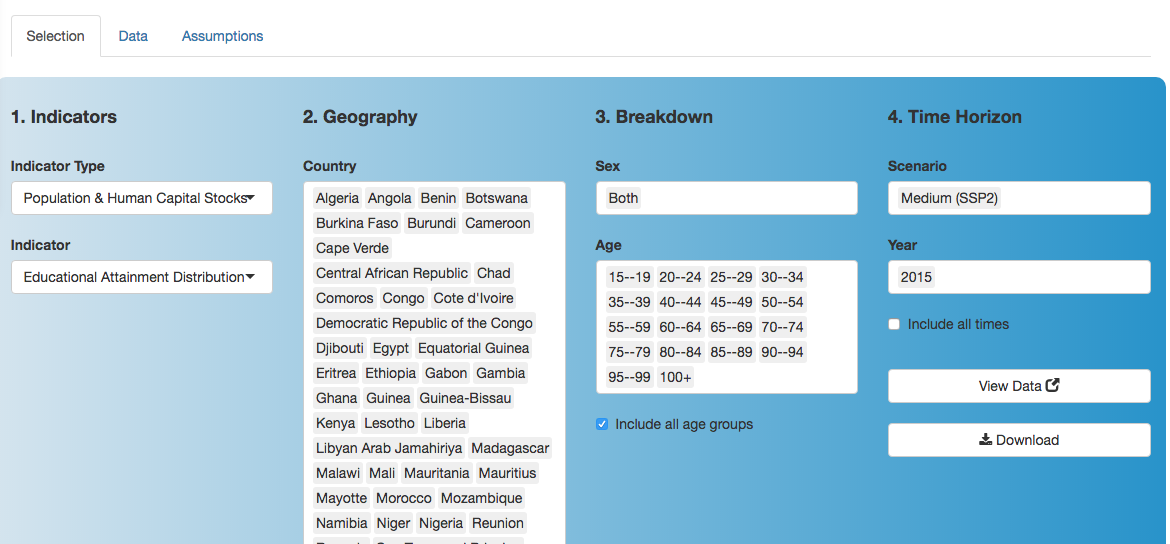 Selection Data Assumptions
1. Indicators
Indicator Type
Population & Human Capital Stocks
Indicator
Educational Attainment Distribution
2. Geography
Country
Algeria Angola Benin Botswana
Burkina Faso Burundi Cameroon
Cape Verde
Central African Republic Chad
Comoros Congo Cote d'Ivoire
Democratic Republic of the Congo
Djibouti Egypt Equatorial Guinea
Eritrea Ethiopia Gabon Gambia
Ghana Guinea Guinea-Bissau
Kenya Lesotho Liberia
Libyan Arab Jamahiriya Madagascar
Malawi Mali Mauritania Mauritius
Mayotte Morocco Mozambique
Namibia Niger Nigeria Reunion
3. Breakdown
Sex
Both
Age
15--19 20--24 25--29 30--34
35--39 40--44 45--49 50--54
55--59 60--64 65--69 70--74
75--79 80--84 85--89 90--94
95--99 100+
Include all age groups
4. Time Horizon
Scenario
Medium (SSP2)
Year
2015
Include all times
View Data
Download